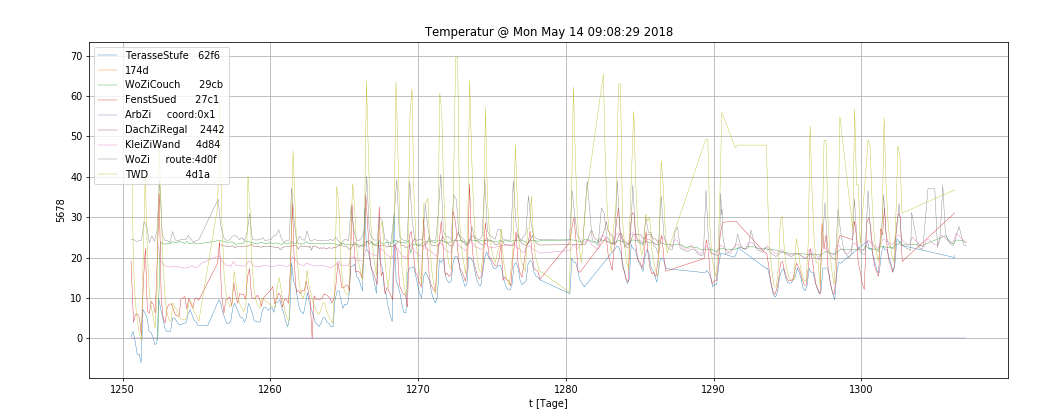 Temperatur @ Mon May 14 09:08:29 2018
70
60
50
40
30
20
10
0
5678
TerasseStufe 62f6
174d
WoZiCouch 29cb
FenstSued 27c1
ArbZi coord:0x1
DachZiRegal 2442
KleiZiWand 4d84
WoZi route:4d0f
TWD 4d1a
1250 1260 1270 1280 1290 1300
t [Tage]